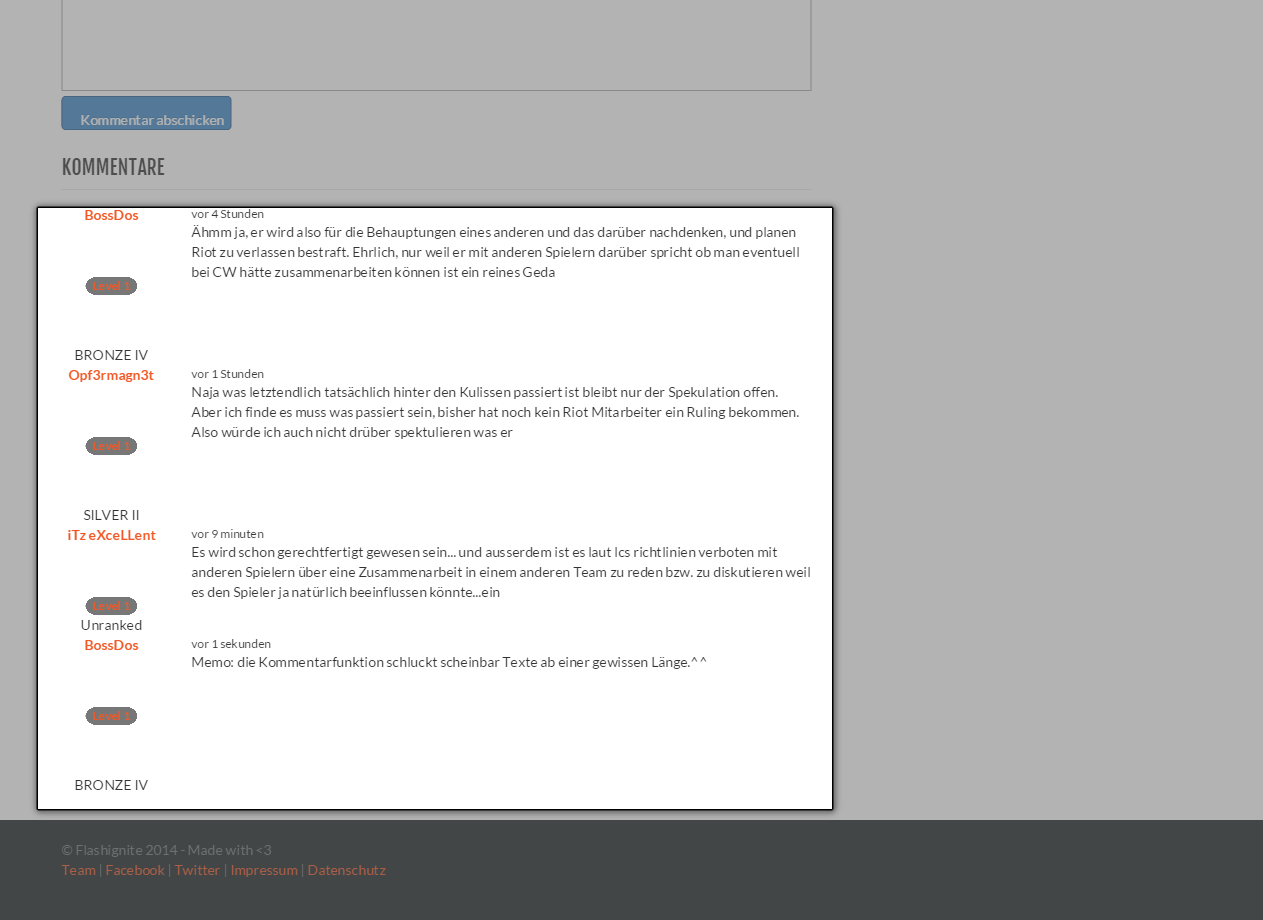 Kommentar abschicken
KOMMENTARE
BossDos
vor 4 Stunden
Ähmm ja, er wird also für die Behauptungen eines anderen und das darüber nachdenken, und planen
Riot zu verlassen bestraft. Ehrlich, nur weil er mit anderen Spielern darüber spricht ob man eventuell
bei CW hätte zusammenarbeiten können ist ein reines Geda
Level 1
BRONZE IV
Opf3rmagn3t
vor 1 Stunden
Naja was letztendlich tatsächlich hinter den Kulissen passiert ist bleibt nur der Spekulation offen.
Aber ich finde es muss was passiert sein, bisher hat noch kein Riot Mitarbeiter ein Ruling bekommen.
Also würde ich auch nicht drüber spektulieren was er
Level 1
SILVER II
iTz eXceLLent
vor 9 minuten
Es wird schon gerechtfertigt gewesen sein... und ausserdem ist es laut lcs richtlinien verboten mit
anderen Spielern über eine Zusammenarbeit in einem anderen Team zu reden bzw. zu diskutieren weil
es den Spieler ja natürlich beeinflussen könnte...ein
Level 1
Unranked
BossDos
vor 1 sekunden
Memo: die Kommentarfunktion schluckt scheinbar Texte ab einer gewissen Länge.^^
Level 1
BRONZE IV
© Flashignite 2014 - Made with <3
Team | Facebook | Twitter | Impressum | Datenschutz